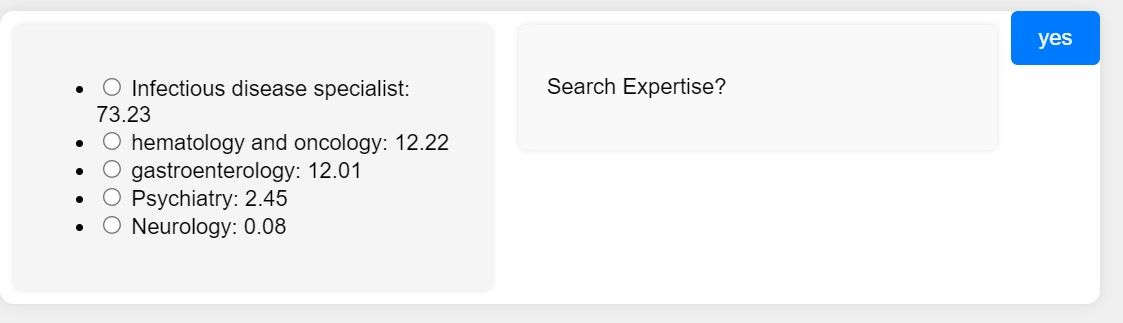 Infectious disease specialist:
73.23
hematology and oncology: 12.22
gastroenterology: 12.01
Psychiatry: 2.45
Neurology: 0.08
Search Expertise?
yes